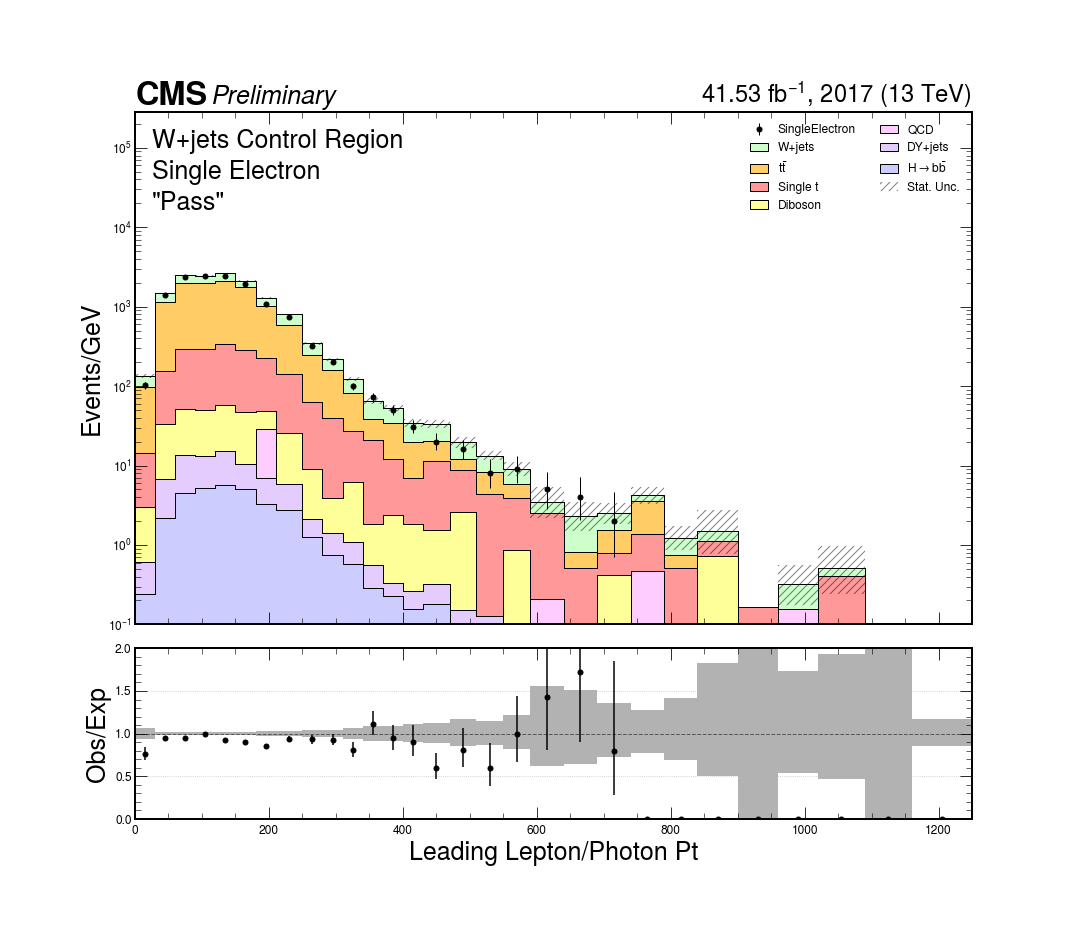 CMS Preliminary 41.53 fb⁻¹, 2017 (13 TeV)
W+jets Control Region
Single Electron
"Pass"
SingleElectron
W+jets
tt̄
Single t
Diboson
QCD
DY+jets
H→bb̄
Stat. Unc.
Events/GeV
10⁵
10⁴
10³
10²
10¹
10⁰
10⁻¹
Obs/Exp
2.0
1.5
1.0
0.5
0.0
0 200 400 600 800 1000 1200
Leading Lepton/Photon Pt